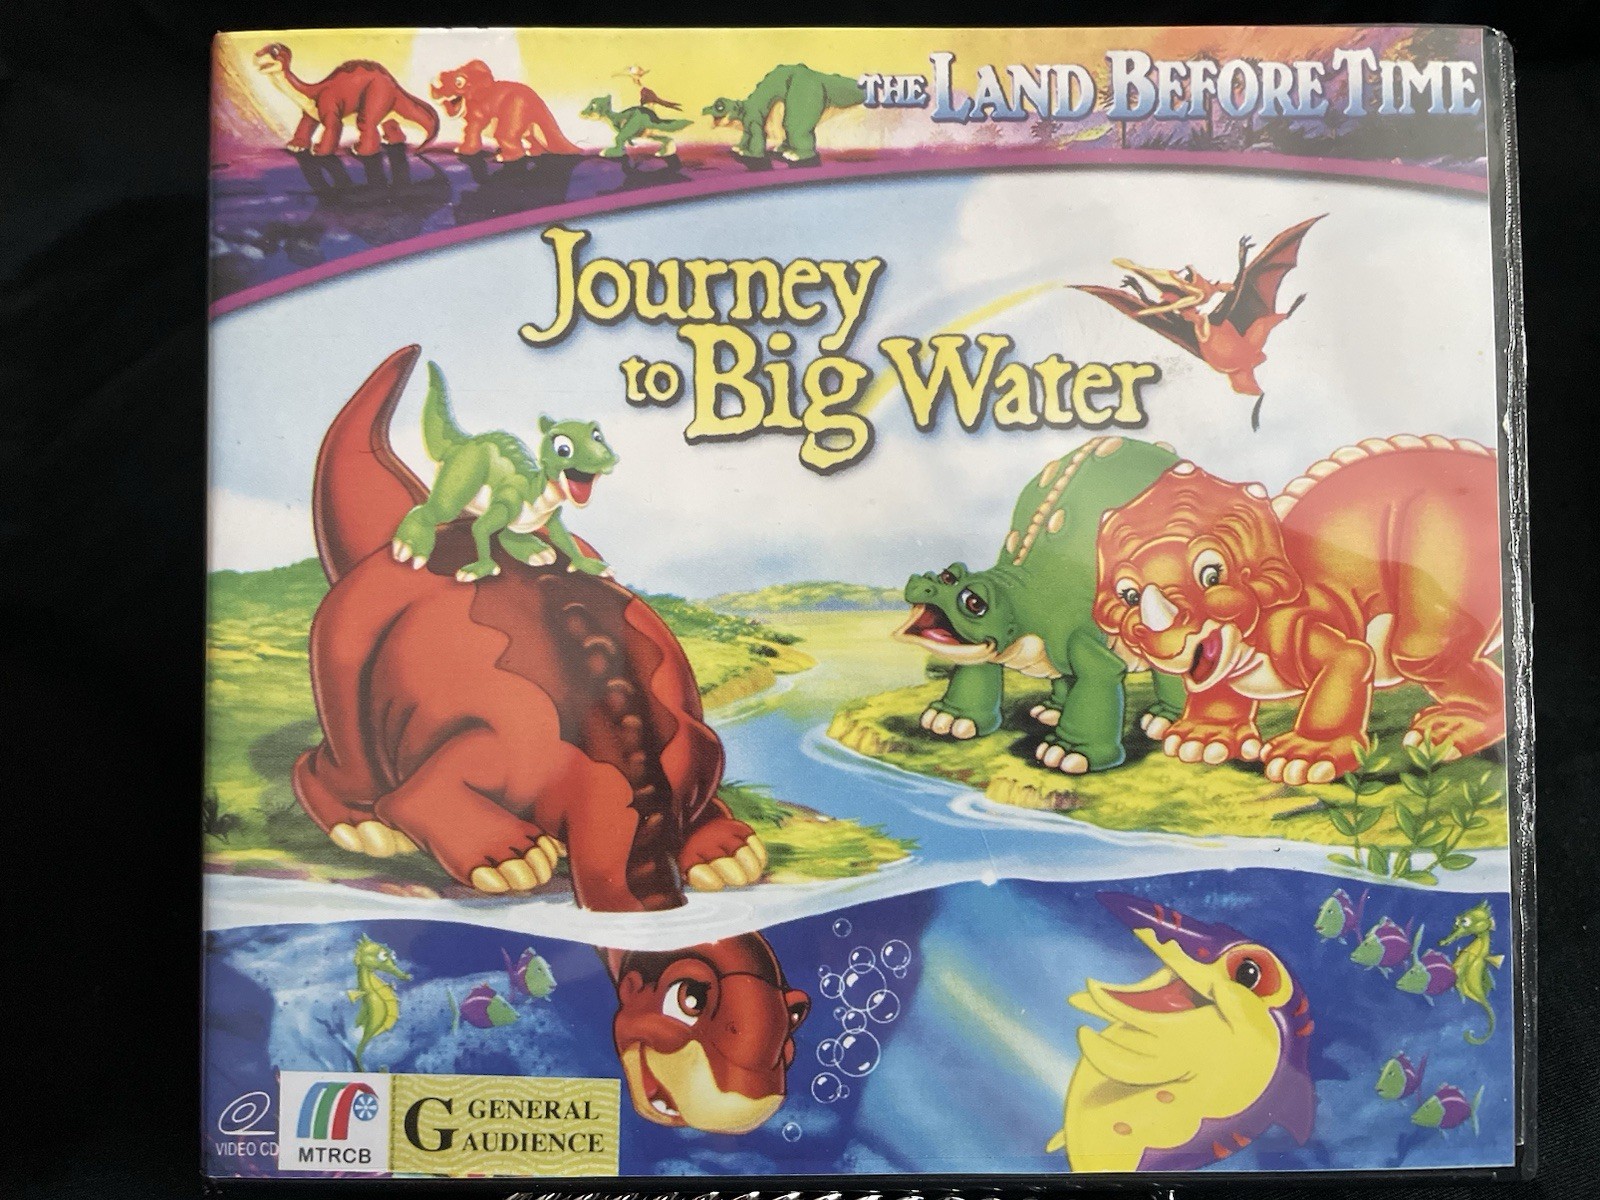 THE LAND BEFORE TIME
Journey
to Big Water
VIDEO CD
MTRCB
G GENERAL
AUDIENCE